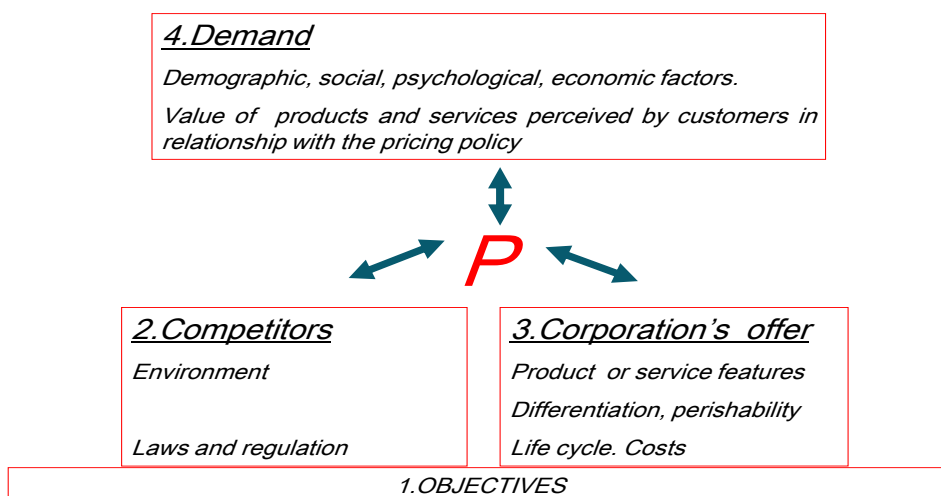 4.Demand
Demographic, social, psychological, economic factors.
Value of products and services perceived by customers in
relationship with the pricing policy
P
2.Competitors
Environment
Laws and regulation
3.Corporation's offer
Product or service features
Differentiation, perishability
Life cycle. Costs
1.OBJECTIVES